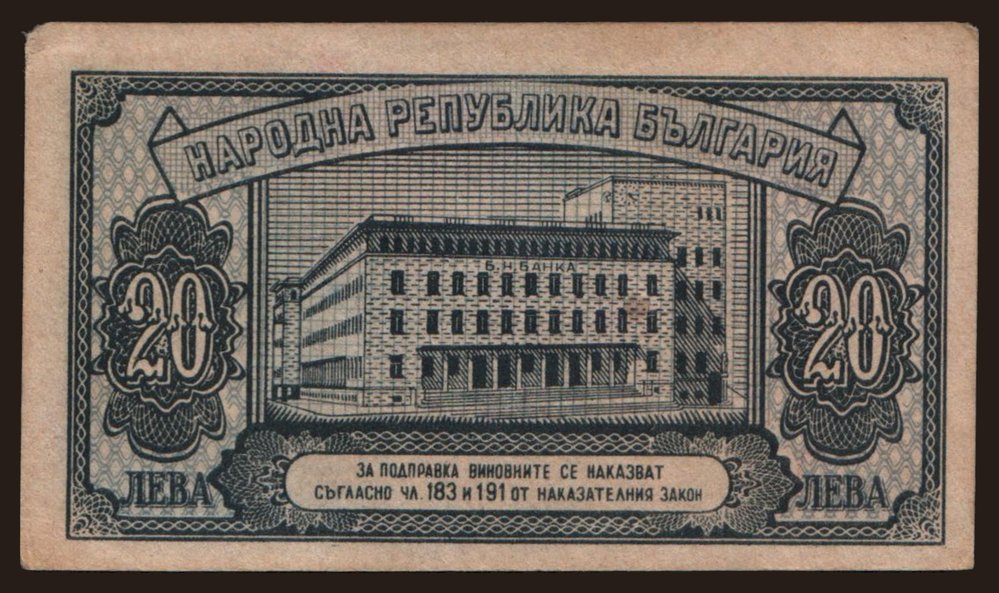 НАРОДНА РЕПУБЛИКА БЪЛГАРИЯ
Б.Н.БАНКА
20
20
ЛЕВА
ЛЕВА
ЗА ПОДПРАВКА ВИНОВНИТЕ СЕ НАКАЗВАТ
СЪГЛАСНО ЧЛ. 183 И 191 ОТ НАКАЗАТЕЛНИЯ ЗАКОН